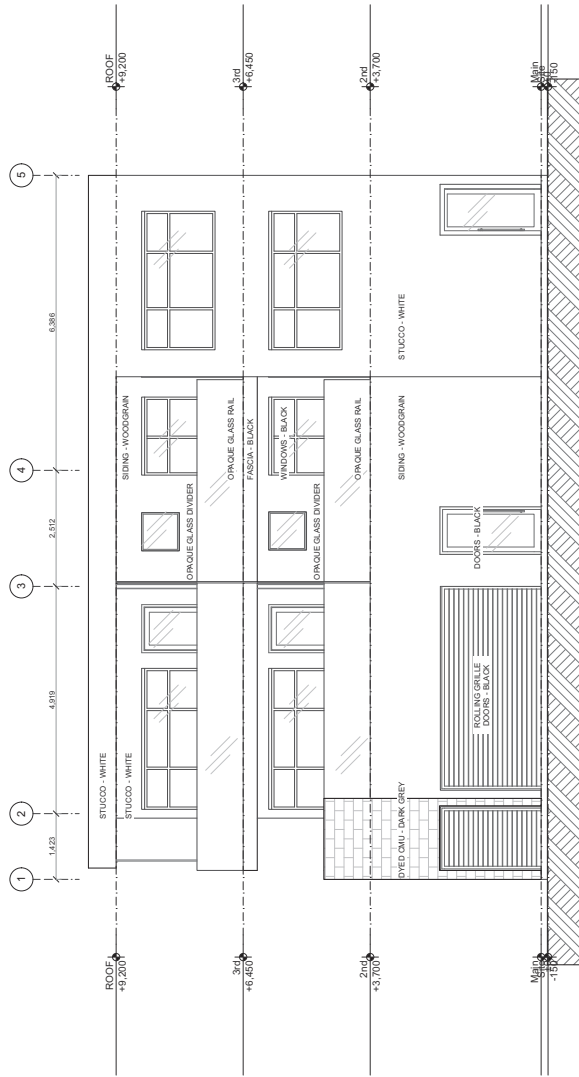 1
2
3
4
5
1,423
4,919
2,512
6,386
ROOF
+9,200
ROOF
+9,200
STUCCO - WHITE
STUCCO - WHITE
SIDING - WOODGRAIN
OPAQUE GLASS DIVIDER
OPAQUE GLASS RAIL
3rd
+6,450
3rd
+6,450
FASCIA - BLACK
WINDOWS - BLACK
OPAQUE GLASS DIVIDER
OPAQUE GLASS RAIL
2nd
+3,700
2nd
+3,700
DYED CMU - DARK GREY
SIDING - WOODGRAIN
STUCCO - WHITE
ROLLING GRILLE
DOORS - BLACK
DOORS - BLACK
Main
Site
-150
Main
Site
-150